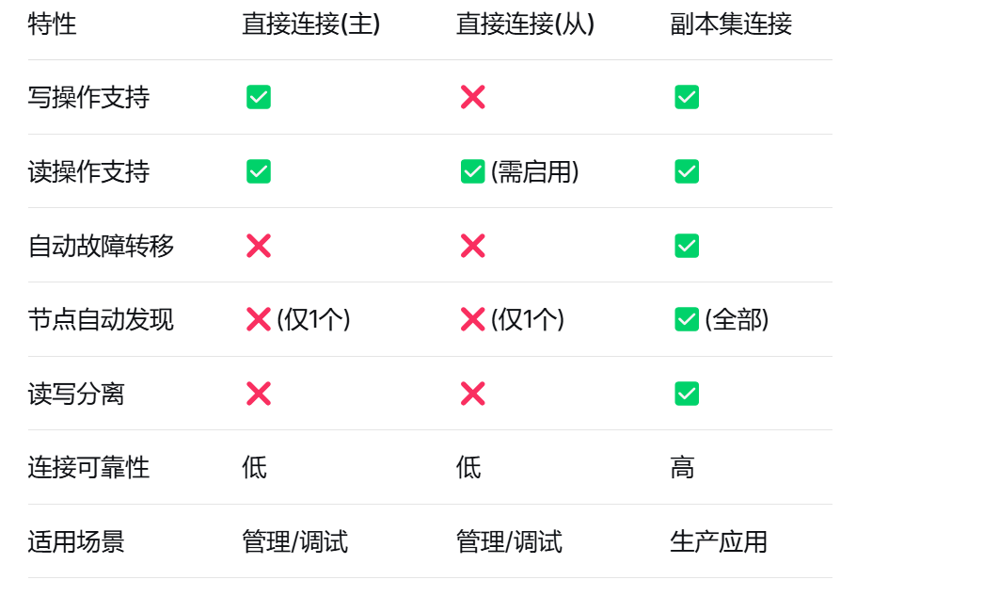 特性 直接连接(主) 直接连接(从) 副本集连接
写操作支持 ✅ ❌ ✅
读操作支持 ✅ ✅(需启用) ✅
自动故障转移 ❌ ❌ ✅
节点自动发现 ❌(仅1个) ❌(仅1个) ✅(全部)
读写分离 ❌ ❌ ✅
连接可靠性 低 低 高
适用场景 管理/调试 管理/调试 生产应用